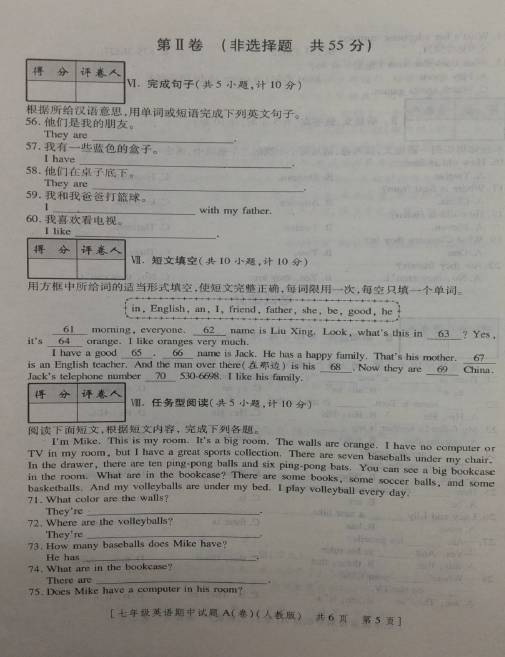 第Ⅱ卷 (非选择题 共55分)
得 分 评卷人
Ⅵ. 完成句子(共5小题,计10分)
根据所给汉语意思,用单词或短语完成下列英文句子。
56. 他们是我的朋友。
They are
57. 我有一些蓝色的盒子。
I have
58. 他们在桌子底下。
They are
59. 我和我爸爸打篮球。
I with my father.
60. 我喜欢看电视。
I like
得 分 评卷人
Ⅶ. 短文填空(共10小题,计10分)
用方框中所给词的适当形式填空,使短文完整正确,每词限用一次,每空只填一个单词。
in, English, an, I, friend, father, she, be, good, he
61 morning, everyone. 62 name is Liu Xing. Look, what's this in 63 ? Yes,
it's 64 orange. I like oranges very much.
I have a good 65 . 66 name is Jack. He has a happy family. That's his mother. 67
is an English teacher. And the man over there(在那边) is his 68 . Now they are 69 China.
Jack's telephone number 70 530-6698. I like his family.
得 分 评卷人
Ⅷ. 任务型阅读(共5小题,计10分)
阅读下面短文,根据短文内容,完成下列各题。
I'm Mike. This is my room. It's a big room. The walls are orange. I have no computer or
TV in my room, but I have a great sports collection. There are seven baseballs under my chair.
In the drawer, there are ten ping-pong balls and six ping-pong bats. You can see a big bookcase
in the room. What are in the bookcase? There are some books, some soccer balls, and some
basketballs. And my volleyballs are under my bed. I play volleyball every day.
71. What color are the walls?
They're .
72. Where are the volleyballs?
They're .
73. How many baseballs does Mike have?
He has .
74. What are in the bookcase?
There are .
75. Does Mike have a computer in his room?
[七年级英语期中试题A(卷)(人教版) 共6页 第5页]